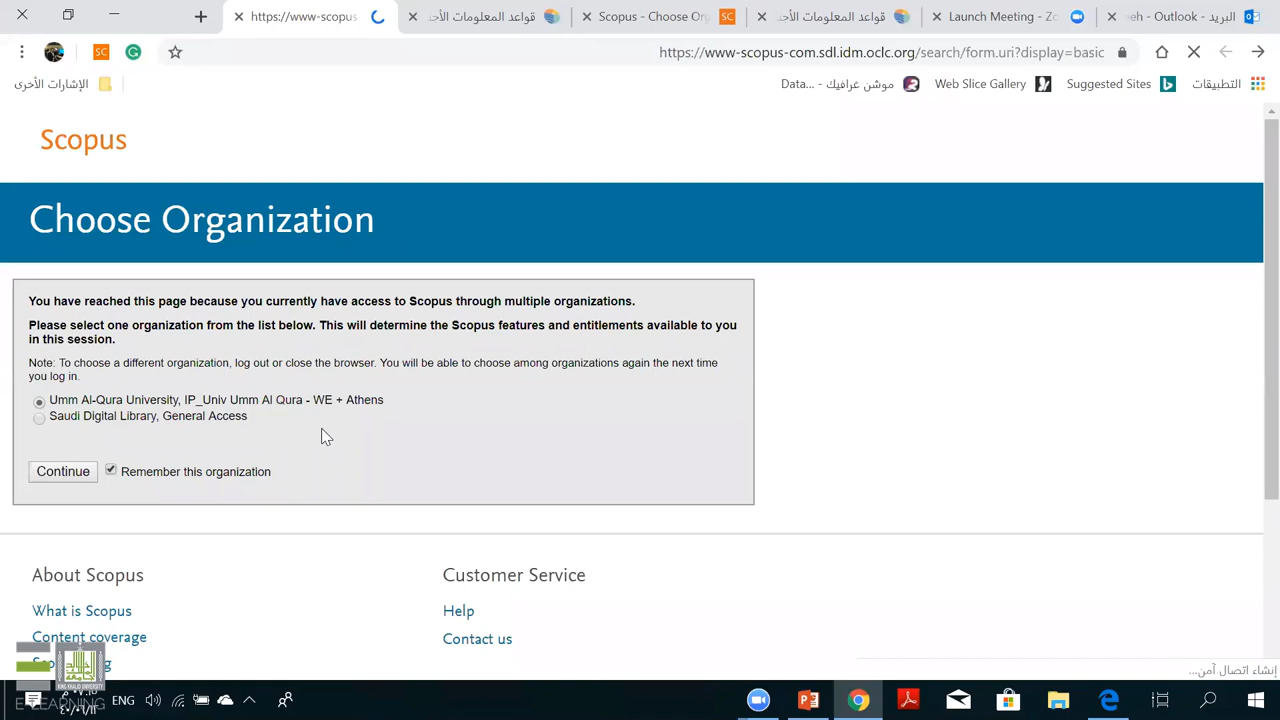 https://www-scopus
قواعد المعلومات الأجن
Scopus - Choose Or
قواعد المعلومات الأجن
Launch Meeting - Zo
البريد - Outlook
https://www-scopus-com.sdl.idm.oclc.org/search/form.uri?display=basic
الإشارات الأخرى
موشن غرافيك - Data...
Web Slice Gallery
Suggested Sites
التطبيقات
Scopus
Choose Organization
You have reached this page because you currently have access to Scopus through multiple organizations.
Please select one organization from the list below. This will determine the Scopus features and entitlements available to you
in this session.
Note: To choose a different organization, log out or close the browser. You will be able to choose among organizations again the next time
you log in.
Umm Al-Qura University, IP_Univ Umm Al Qura - WE + Athens
Saudi Digital Library, General Access
Continue
Remember this organization
About Scopus
Customer Service
What is Scopus
Help
Content coverage
Contact us
إنشاء اتصال آمن...
KING KHALID UNIVERSITY
E-LEARNING
ENG